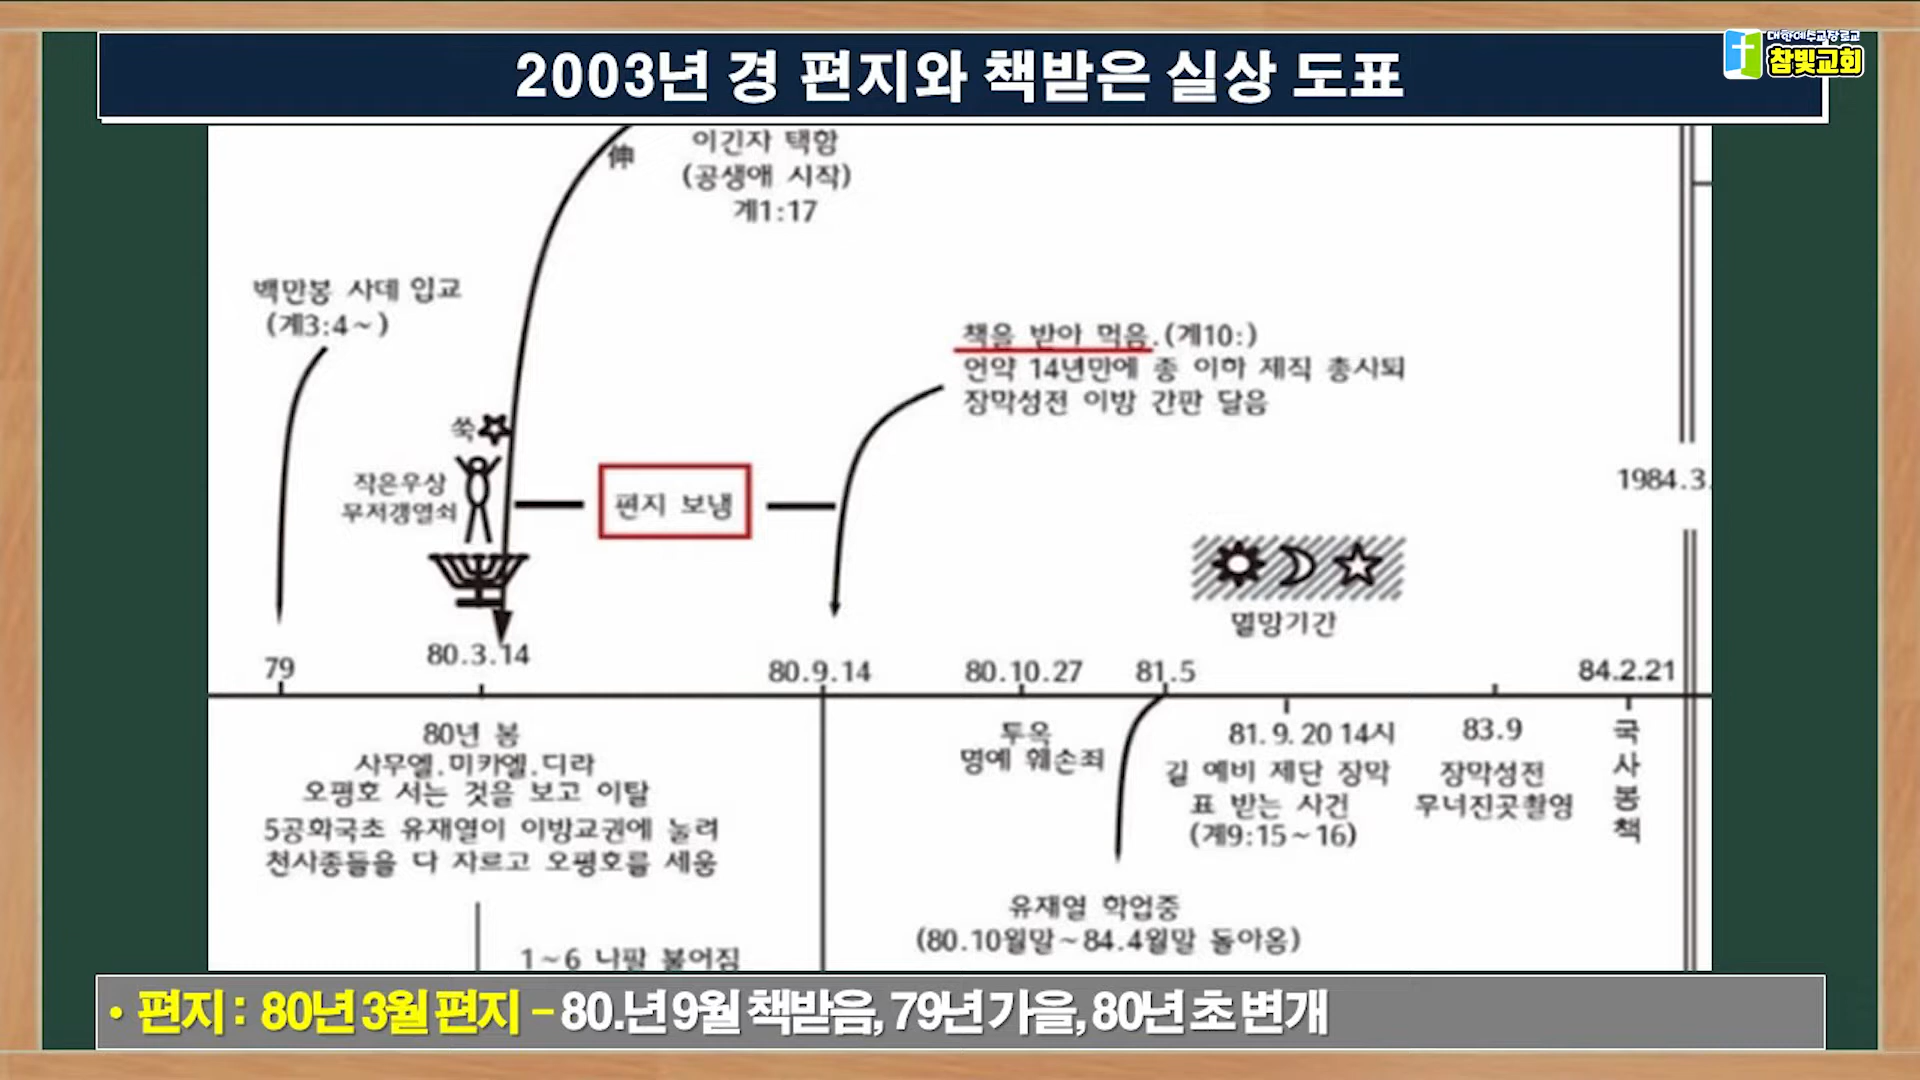 2003년 경 편지와 책받은 실상 도표
대한예수교장로교
참빛교회
伸
이긴자 택함
(공생애 시작)
계1:17
백만봉 사데 입교
(계3:4~)
책을 받아 먹음.(계10:)
언약 14년만에 종 이하 제직 총사퇴
장막성전 이방 간판 달음
쑥
작은우상
무저갱열쇠
편지 보냄
1984.3.
멸망기간
79
80.3.14
80.9.14
80.10.27
81.5
84.2.21
80년 봄
사무엘.미카엘.디라
오평호 서는 것을 보고 이탈
5공화국초 유재열이 이방교권에 눌려
천사종들을 다 자르고 오평호를 세움
1~6 나팔 불어짐
투옥
명예 훼손죄
81.9.20 14시
길 예비 제단 장막
표 받는 사건
(계9:15~16)
83.9
장막성전
무너진곳촬영
국
사
봉
책
유재열 학업중
(80.10월말~84.4월말 돌아옹)
• 편지 : 80년 3월 편지 - 80.년 9월 책받음, 79년 가을, 80년 초 변개